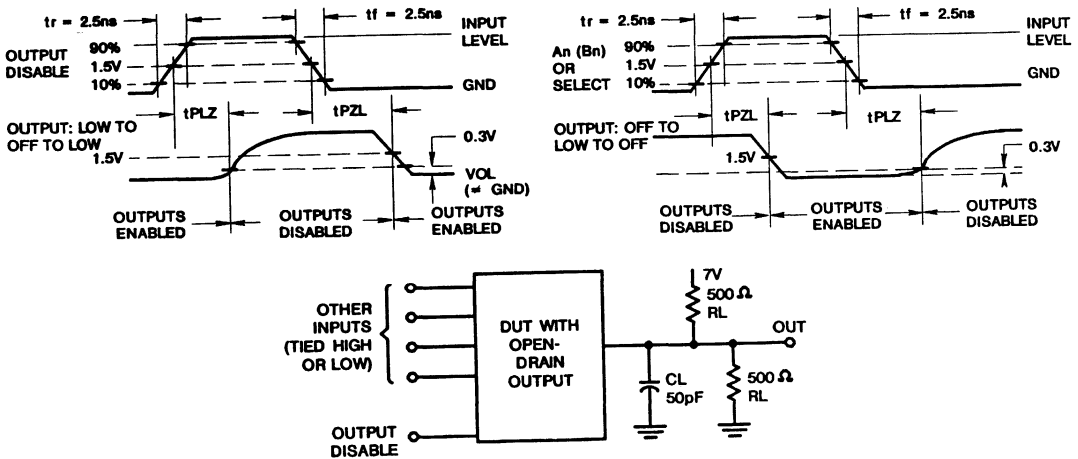 tr = 2.5ns
tf = 2.5ns
INPUT
LEVEL
OUTPUT
DISABLE
90%
1.5V
10%
GND
tPLZ
tPZL
OUTPUT: LOW TO
OFF TO LOW
1.5V
0.3V
VOL
(≠ GND)
OUTPUTS
ENABLED
OUTPUTS
DISABLED
OUTPUTS
ENABLED
tr = 2.5ns
tf = 2.5ns
INPUT
LEVEL
An (Bn)
OR
SELECT
90%
1.5V
10%
GND
tPZL
tPLZ
OUTPUT: OFF TO
LOW TO OFF
1.5V
0.3V
OUTPUTS
DISABLED
OUTPUTS
ENABLED
OUTPUTS
DISABLED
OTHER
INPUTS
(TIED HIGH
OR LOW)
OUTPUT
DISABLE
DUT WITH
OPEN-
DRAIN
OUTPUT
7V
500 Ω
RL
OUT
CL
50pF
500 Ω
RL